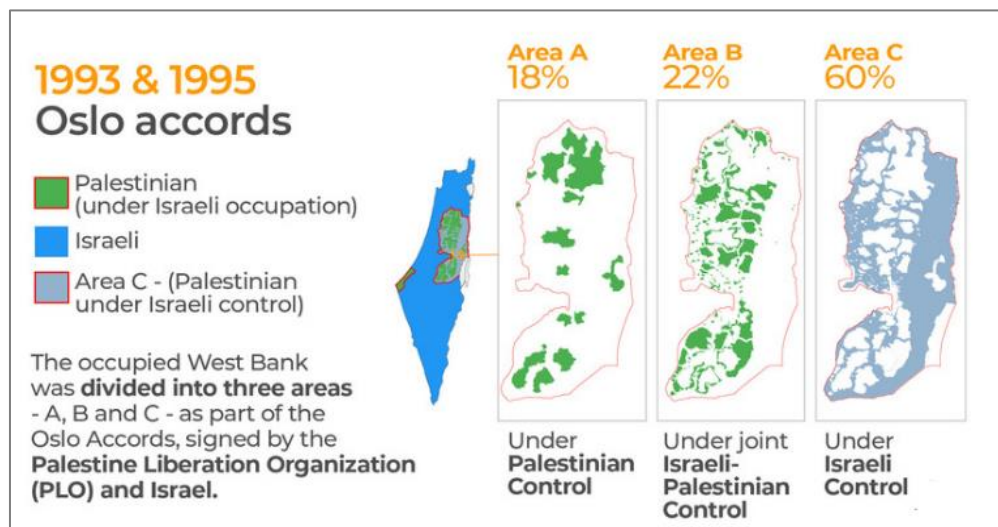 1993 & 1995
Oslo accords
Palestinian
(under Israeli occupation)
Israeli
Area C - (Palestinian
under Israeli control)
The occupied West Bank
was divided into three areas
- A, B and C - as part of the
Oslo Accords, signed by the
Palestine Liberation Organization
(PLO) and Israel.
Area A
18%
Under
Palestinian
Control
Area B
22%
Under joint
Israeli-
Palestinian
Control
Area C
60%
Under
Israeli
Control